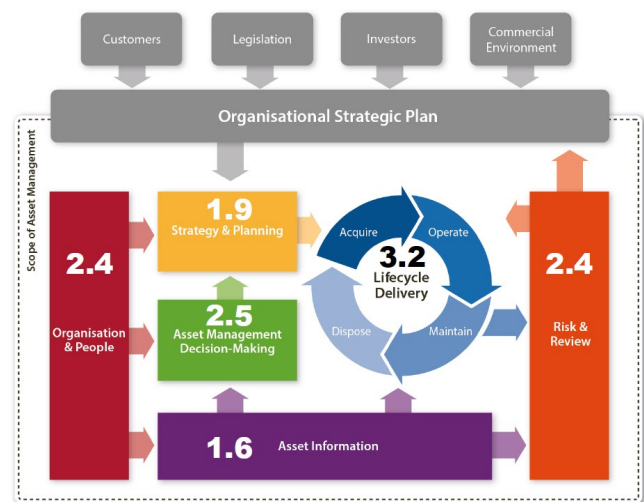 Customers
Legislation
Investors
Commercial
Environment
Organisational Strategic Plan
Scope of Asset Management
2.4
Organisation
& People
1.9
Strategy & Planning
2.5
Asset Management
Decision-Making
Acquire
Operate
3.2
Lifecycle
Delivery
Dispose
Maintain
2.4
Risk &
Review
1.6
Asset Information